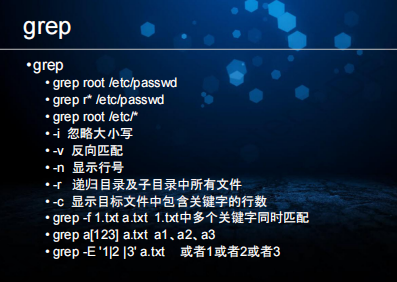 grep
•grep
• grep root /etc/passwd
• grep r* /etc/passwd
• grep root /etc/*
• -i 忽略大小写
• -v 反向匹配
• -n 显示行号
• -r 递归目录及子目录中所有文件
• -c 显示目标文件中包含关键字的行数
• grep -f 1.txt a.txt 1.txt中多个关键字同时匹配
• grep a[123] a.txt a1、a2、a3
• grep -E '1|2 |3' a.txt 或者1或者2或者3